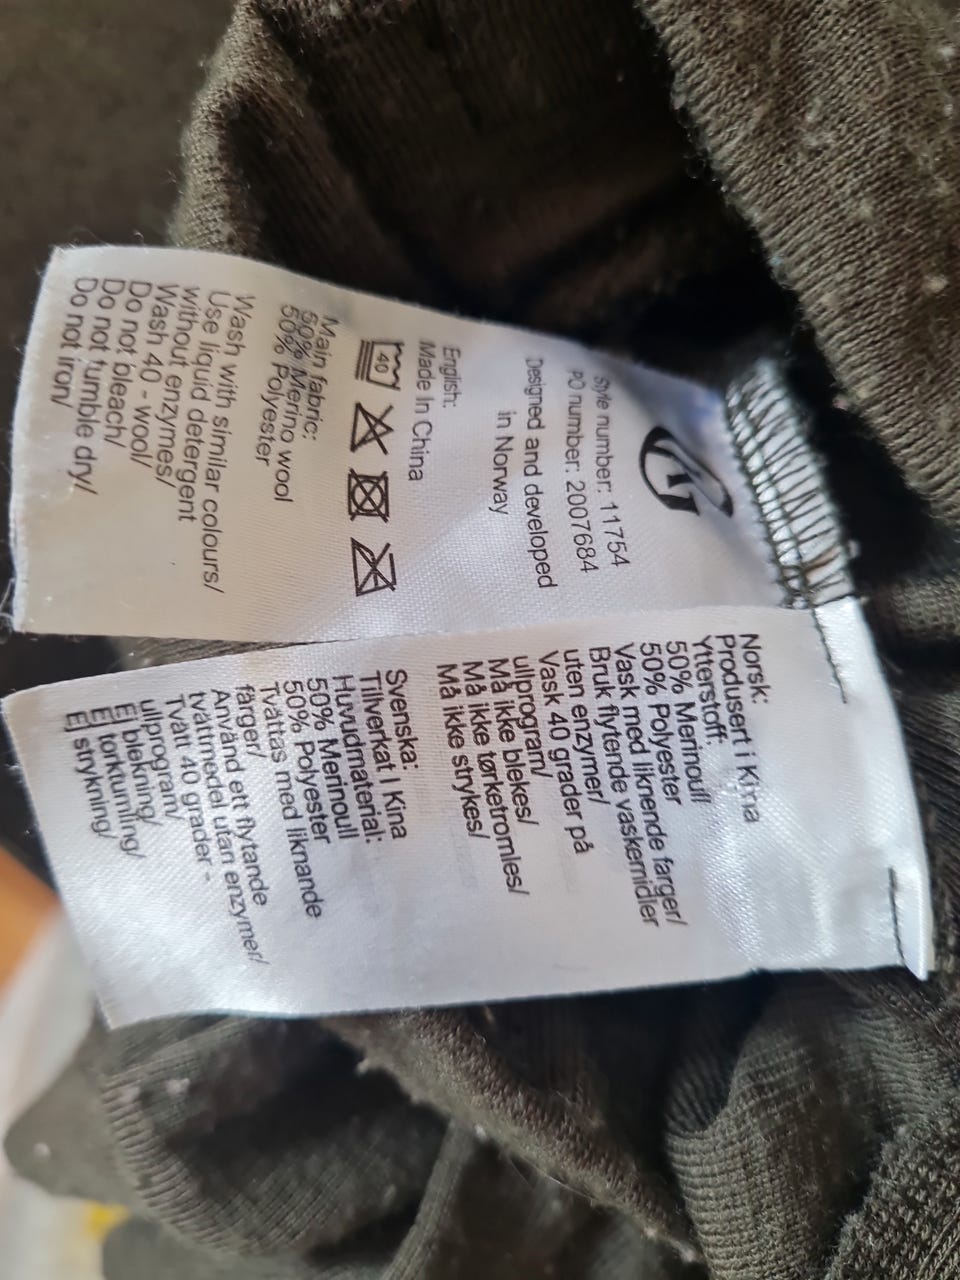 Style number: 11754
PO number: 2007684
Designed and developed
in Norway
English:
Made In China
40
Main fabric:
50% Merino wool
50% Polyester
Wash with similar colours/
Use liquid detergent
without enzymes/
Wash 40 - wool/
Do not bleach/
Do not tumble dry/
Do not iron/
Norsk:
Produsert i Kina
Ytterstoff:
50% Merinoull
50% Polyester
Vask med liknende farger/
Bruk flytende vaskemidler
uten enzymer/
Vask 40 grader på
ullprogram/
Må ikke blekes/
Må ikke tørketromles/
Må ikke strykes/
Svenska:
Tillverkat I Kina
Huvudmaterial:
50% Merinoull
50% Polyester
Tvättas med liknande
färger/
Använd ett flytande
tvättmedel utan enzymer/
Tvätt 40 grader -
ullprogram/
Ej blekning/
Ej torktumling/
Ej strykning/